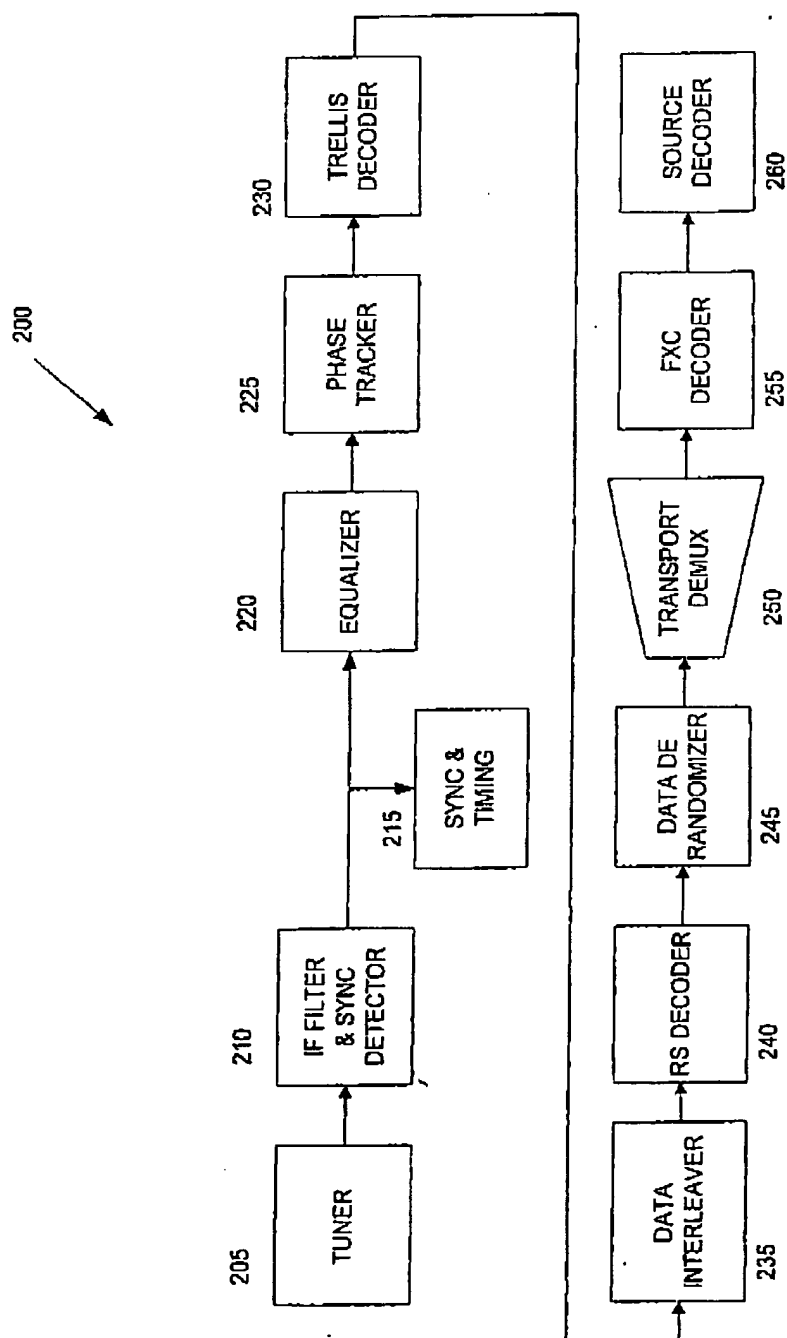 200
205
TUNER
210
IF FILTER
& SYNC
DETECTOR
215
SYNC &
TIMING
220
EQUALIZER
225
PHASE
TRACKER
230
TRELLIS
DECODER
DATA
INTERLEAVER
235
RS DECODER
240
DATA DE
RANDOMIZER
245
TRANSPORT
DEMUX
250
FXC
DECODER
255
SOURCE
DECODER
260